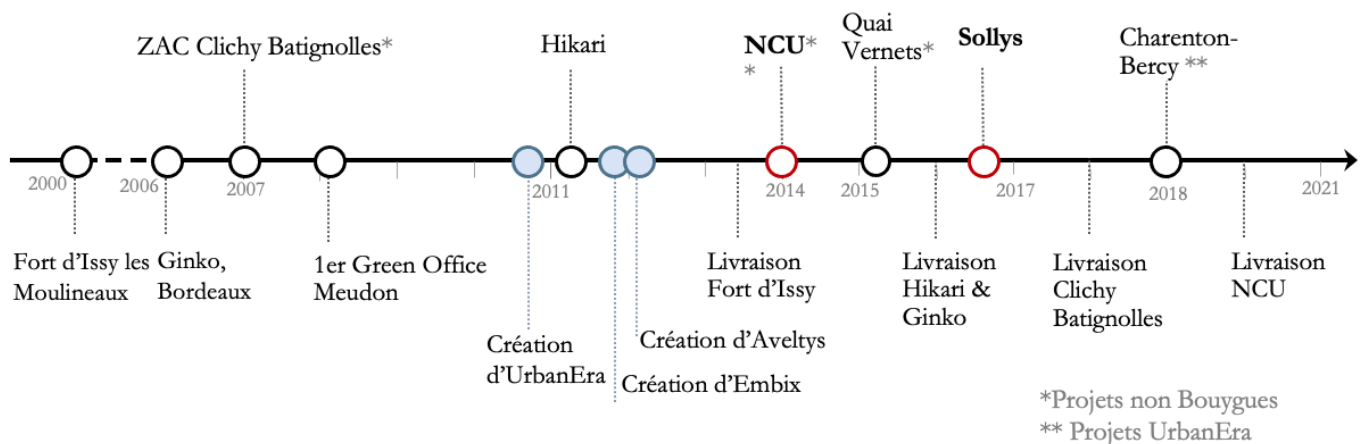 ZAC Clichy Batignolles*
Hikari
NCU*
*
Quai
Vernets*
Sollys
Charenton-
Bercy **
2000
2006
2007
2011
2014
2015
2017
2018
2021
Fort d'Issy les
Moulineaux
Ginko,
Bordeaux
1er Green Office
Meudon
Création
d'UrbanEra
Création d'Embix
Création d'Aveltys
Livraison
Fort d'Issy
Livraison
Hikari &
Ginko
Livraison
Clichy
Batignolles
Livraison
NCU
*Projets non Bouygues
** Projets UrbanEra